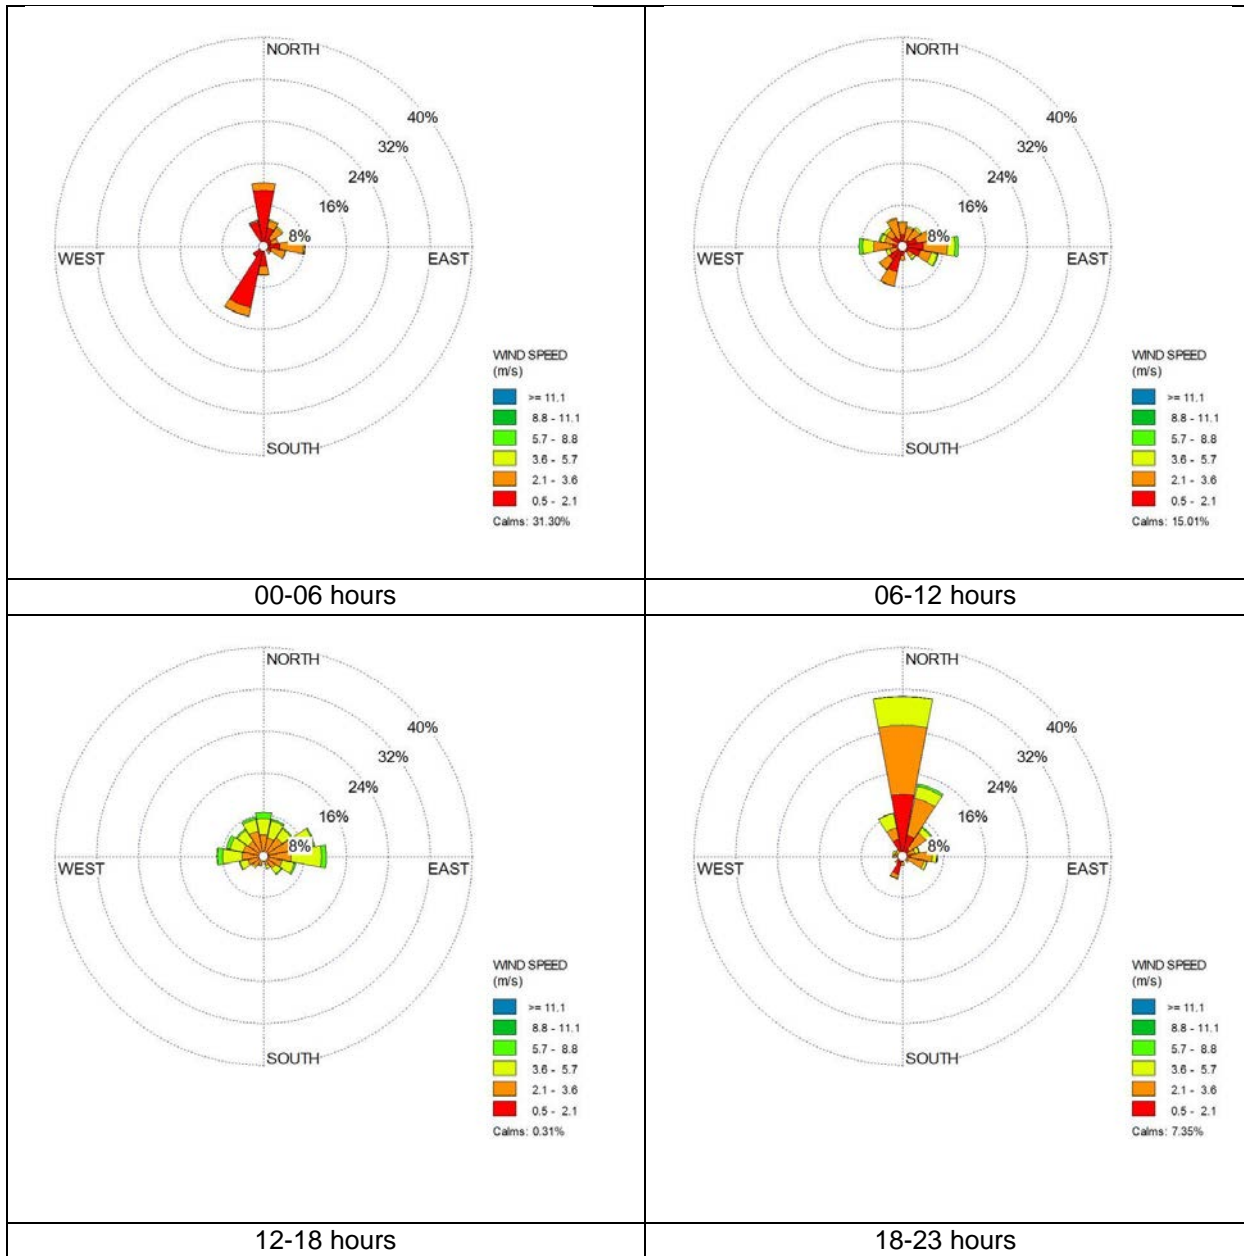 NORTH
40%
32%
24%
16%
8%
WEST
EAST
SOUTH
WIND SPEED
(m/s)
>= 11.1
8.8 - 11.1
5.7 - 8.8
3.6 - 5.7
2.1 - 3.6
0.5 - 2.1
Calms: 31.30%
00-06 hours
NORTH
40%
32%
24%
16%
8%
WEST
EAST
SOUTH
WIND SPEED
(m/s)
>= 11.1
8.8 - 11.1
5.7 - 8.8
3.6 - 5.7
2.1 - 3.6
0.5 - 2.1
Calms: 15.01%
06-12 hours
NORTH
40%
32%
24%
16%
8%
WEST
EAST
SOUTH
WIND SPEED
(m/s)
>= 11.1
8.8 - 11.1
5.7 - 8.8
3.6 - 5.7
2.1 - 3.6
0.5 - 2.1
Calms: 0.31%
12-18 hours
NORTH
40%
32%
24%
16%
8%
WEST
EAST
SOUTH
WIND SPEED
(m/s)
>= 11.1
8.8 - 11.1
5.7 - 8.8
3.6 - 5.7
2.1 - 3.6
0.5 - 2.1
Calms: 7.35%
18-23 hours